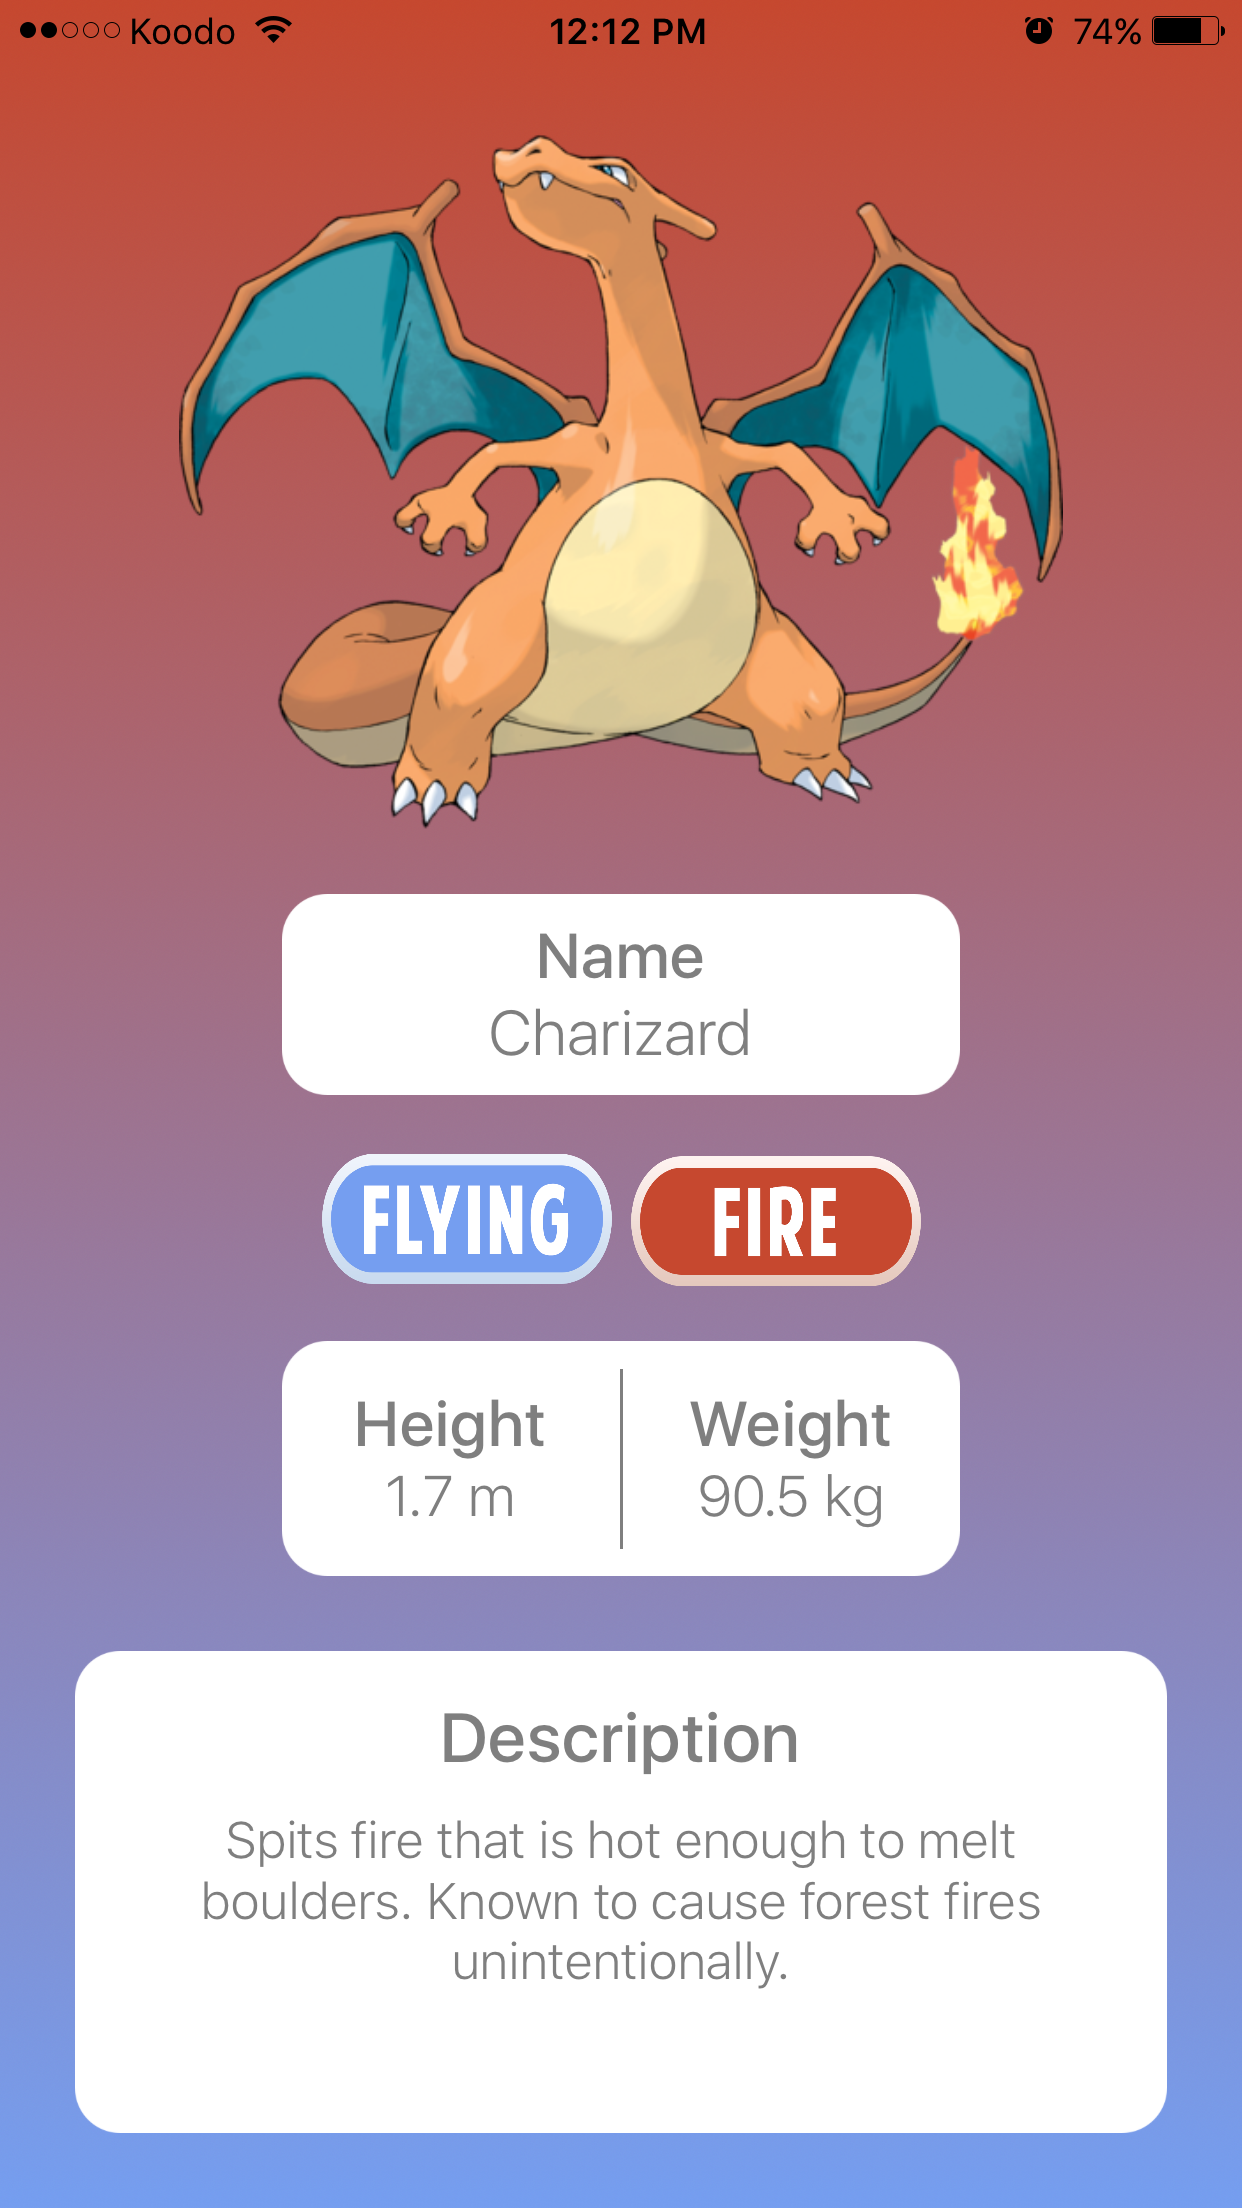 Koodo 12:12 PM 74%
Name
Charizard
FLYING FIRE
Height Weight
1.7 m 90.5 kg
Description
Spits fire that is hot enough to melt
boulders. Known to cause forest fires
unintentionally.